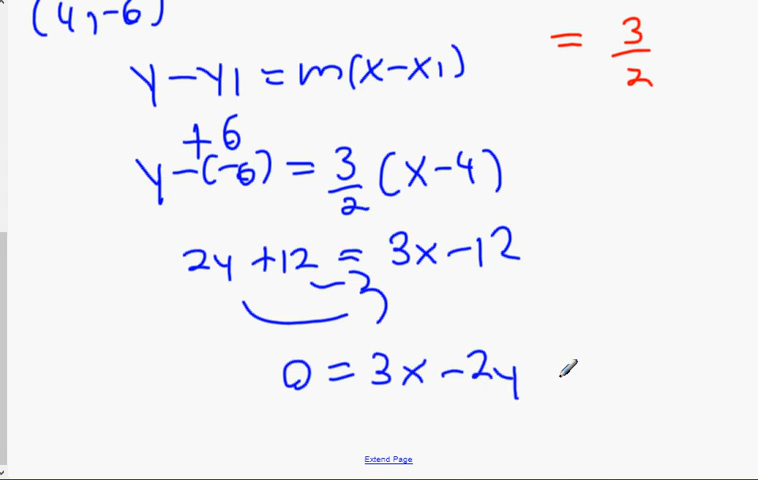 (4,-6)
= 3/2
y-y1 = m(x-x1)
+6
y-(-6) = 3/2 (x-4)
2y +12 = 3x-12
0 = 3x-2y
Extend Page